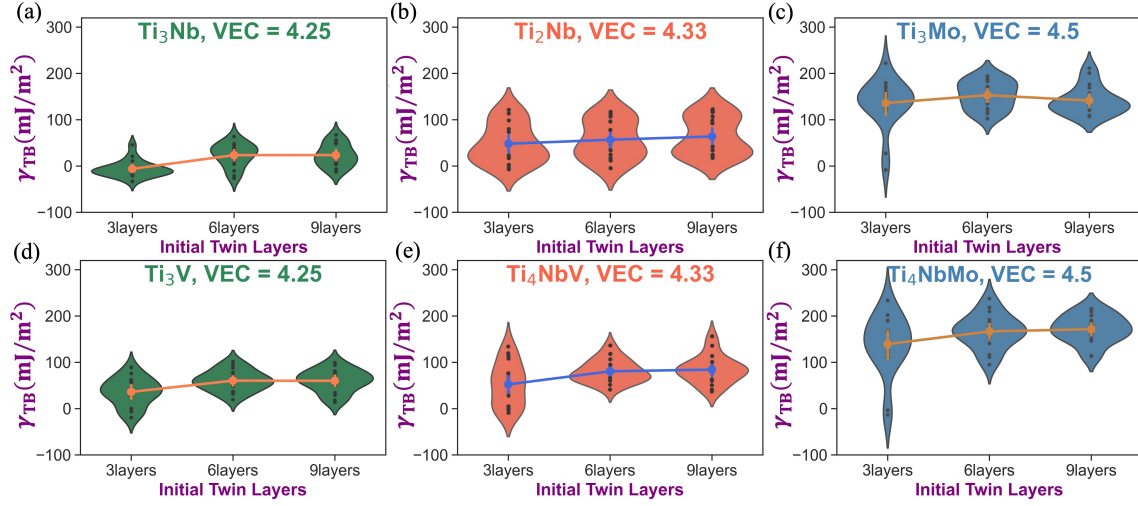 (a)
Ti₃Nb, VEC = 4.25
γTB(mJ/m²)
300
200
100
0
−100
3layers 6layers 9layers
Initial Twin Layers
(b)
Ti₂Nb, VEC = 4.33
γTB(mJ/m²)
300
200
100
0
−100
3layers 6layers 9layers
Initial Twin Layers
(c)
Ti₃Mo, VEC = 4.5
γTB(mJ/m²)
300
200
100
0
−100
3layers 6layers 9layers
Initial Twin Layers
(d)
Ti₃V, VEC = 4.25
γTB(mJ/m²)
300
200
100
0
−100
3layers 6layers 9layers
Initial Twin Layers
(e)
Ti₄NbV, VEC = 4.33
γTB(mJ/m²)
300
200
100
0
−100
3layers 6layers 9layers
Initial Twin Layers
(f)
Ti₄NbMo, VEC = 4.5
γTB(mJ/m²)
300
200
100
0
−100
3layers 6layers 9layers
Initial Twin Layers